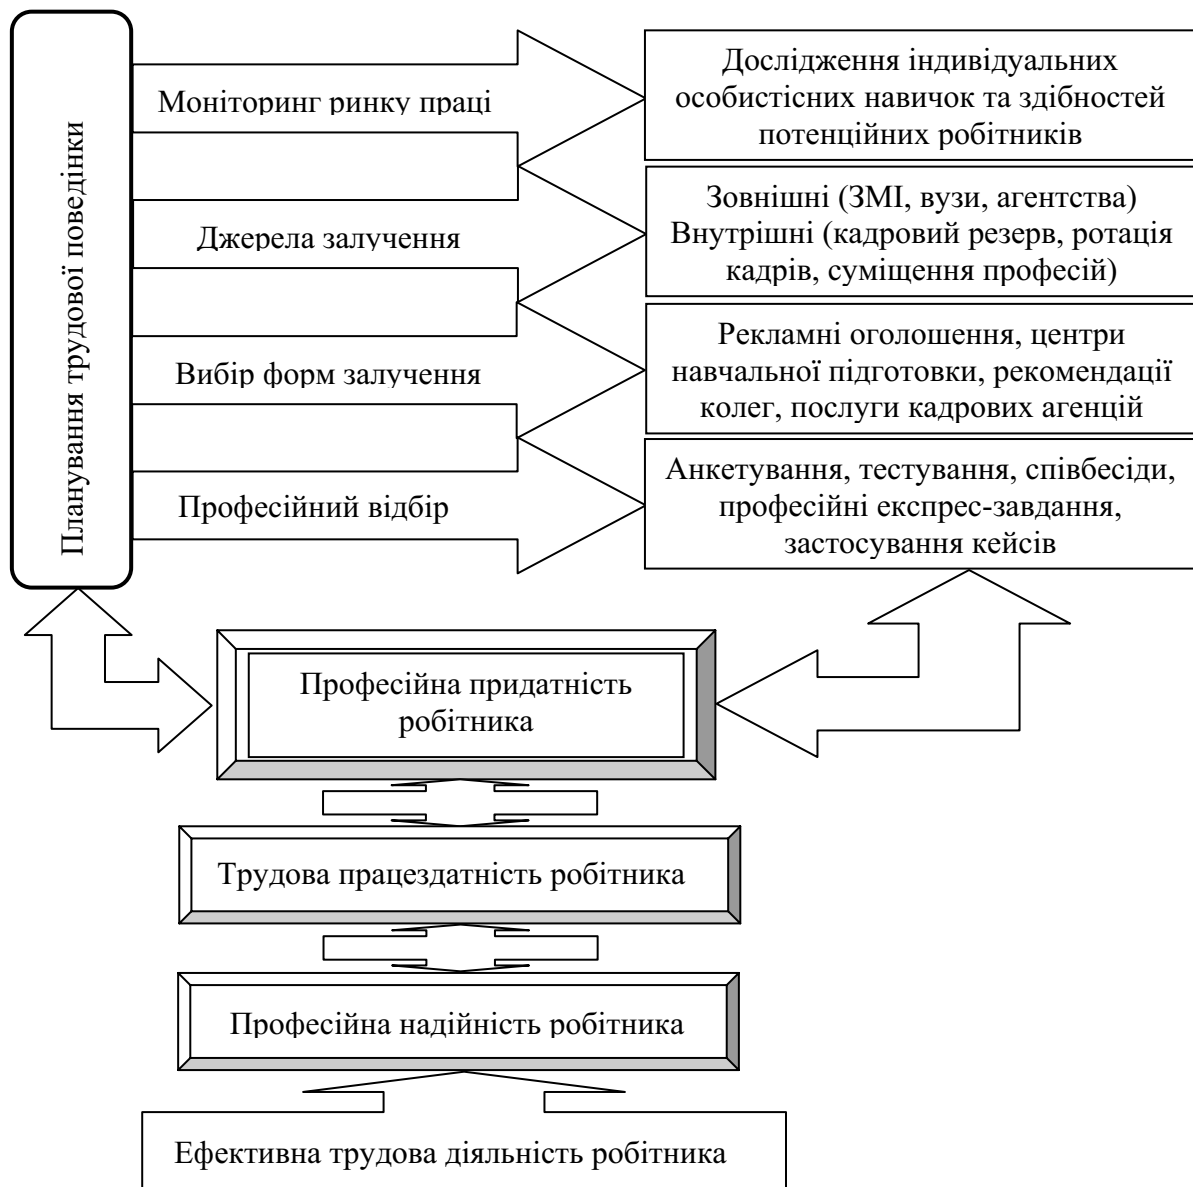 Планування трудової поведінки
Моніторинг ринку праці
Дослідження індивідуальних
особистісних навичок та здібностей
потенційних робітників
Джерела залучення
Зовнішні (ЗМІ, вузи, агентства)
Внутрішні (кадровий резерв, ротація
кадрів, суміщення професій)
Вибір форм залучення
Рекламні оголошення, центри
навчальної підготовки, рекомендації
колег, послуги кадрових агенцій
Професійний відбір
Анкетування, тестування, співбесіди,
професійні експрес-завдання,
застосування кейсів
Професійна придатність
робітника
Трудова працездатність робітника
Професійна надійність робітника
Ефективна трудова діяльність робітника